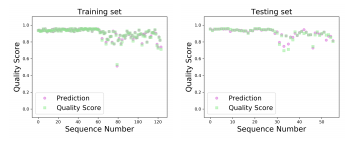 Training set
Testing set
1.0
0.8
0.6
0.4
0.2
0.0
Quality Score
Prediction
Quality Score
0 20 40 60 80 100 120
Sequence Number
1.0
0.8
0.6
0.4
0.2
0.0
Quality Score
Prediction
Quality Score
0 10 20 30 40 50
Sequence Number